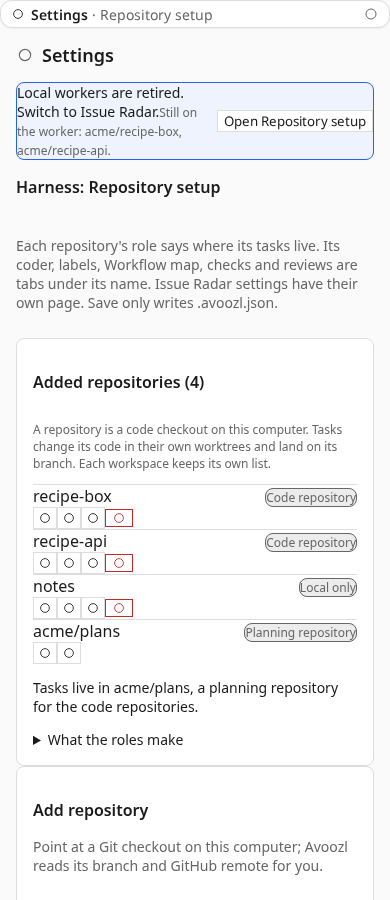 Settings · Repository setup
Settings
Local workers are retired.
Switch to Issue Radar.Still on
the worker: acme/recipe-box,
acme/recipe-api.
Open Repository setup
Harness: Repository setup
Each repository's role says where its tasks live. Its
coder, labels, Workflow map, checks and reviews are
tabs under its name. Issue Radar settings have their
own page. Save only writes .avoozl.json.
Added repositories (4)
A repository is a code checkout on this computer. Tasks
change its code in their own worktrees and land on its
branch. Each workspace keeps its own list.
recipe-box
Code repository
recipe-api
Code repository
notes
Local only
acme/plans
Planning repository
Tasks live in acme/plans, a planning repository
for the code repositories.
What the roles make
Add repository
Point at a Git checkout on this computer; Avoozl
reads its branch and GitHub remote for you.